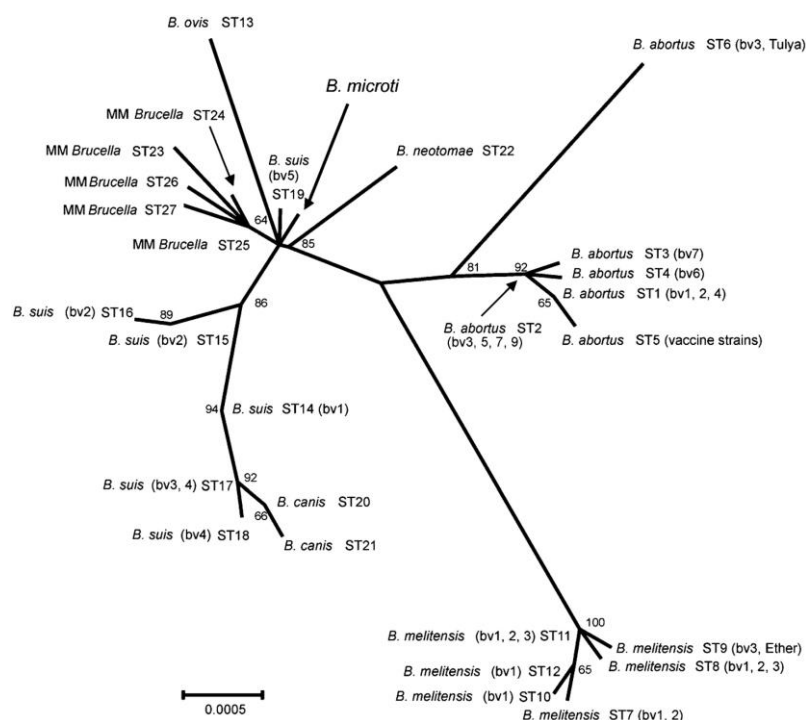 B. ovis ST13
B. abortus ST6 (bv3, Tulya)
B. microti
MM Brucella ST24
MM Brucella ST23
B. neotomae ST22
B. suis
(bv5)
ST19
MM Brucella ST26
MM Brucella ST27
64
MM Brucella ST25
85
B. abortus ST3 (bv7)
81
92
B. abortus ST4 (bv6)
B. abortus ST1 (bv1, 2, 4)
65
B. abortus ST2
(bv3, 5, 7, 9)
B. abortus ST5 (vaccine strains)
86
B. suis (bv2) ST16
89
B. suis (bv2) ST15
94
B. suis ST14 (bv1)
92
B. suis (bv3, 4) ST17
B. canis ST20
66
B. suis (bv4) ST18
B. canis ST21
100
B. melitensis (bv1, 2, 3) ST11
B. melitensis ST9 (bv3, Ether)
B. melitensis ST8 (bv1, 2, 3)
B. melitensis (bv1) ST12
65
B. melitensis (bv1) ST10
B. melitensis ST7 (bv1, 2)
0.0005